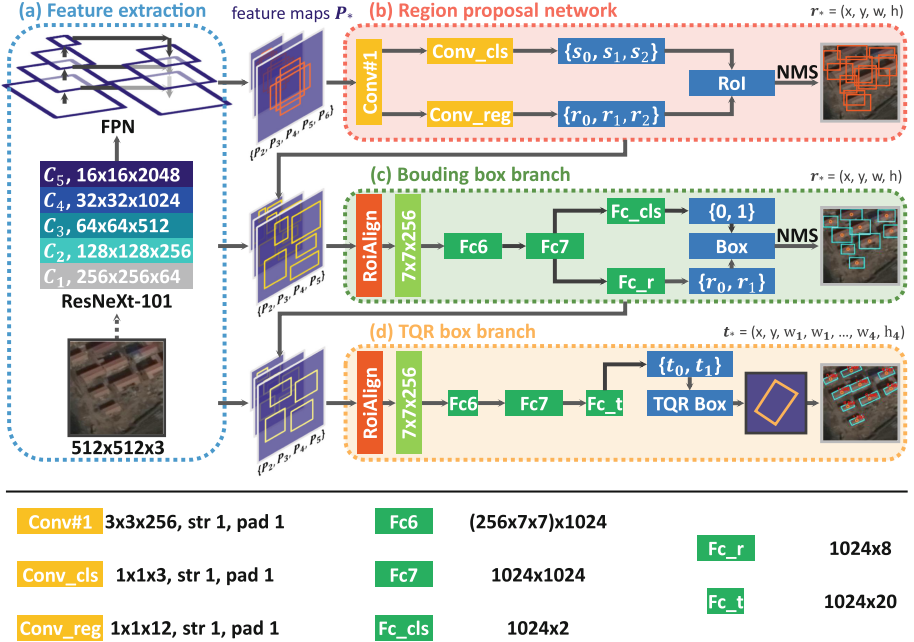 (a) Feature extraction
FPN
C₅, 16x16x2048
C₄, 32x32x1024
C₃, 64x64x512
C₂, 128x128x256
C₁, 256x256x64
ResNeXt-101
512x512x3
feature maps P*
{P₂, P₃, P₄, P₅, P₆}
(b) Region proposal network
r* = (x, y, w, h)
Conv#1
Conv_cls
{s₀, s₁, s₂}
Conv_reg
{r₀, r₁, r₂}
RoI
NMS
{P₂, P₃, P₄, P₅}
(c) Bouding box branch
r* = (x, y, w, h)
RoiAlign
7x7x256
Fc6
Fc7
Fc_cls
{0, 1}
Box
Fc_r
{r₀, r₁}
NMS
{P₂, P₃, P₄, P₅}
(d) TQR box branch
t* = (x, y, w₁, w₁, ..., w₄, h₄)
RoiAlign
7x7x256
Fc6
Fc7
Fc_t
{t₀, t₁}
TQR Box
Conv#1 3x3x256, str 1, pad 1
Conv_cls 1x1x3, str 1, pad 1
Conv_reg 1x1x12, str 1, pad 1
Fc6 (256x7x7)x1024
Fc7 1024x1024
Fc_cls 1024x2
Fc_r 1024x8
Fc_t 1024x20